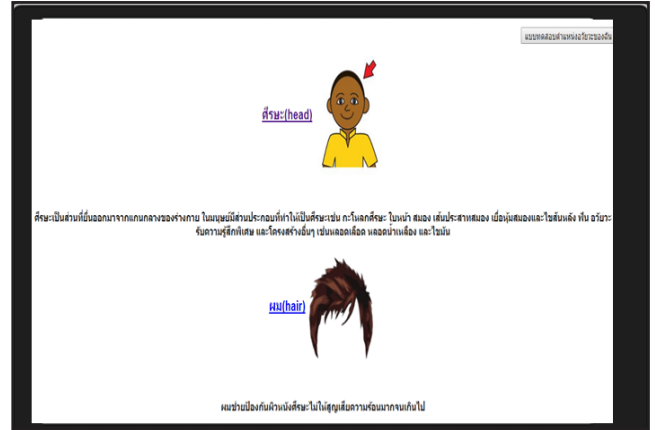 แบบทดสอบตำแหน่งอวัยวะของฉัน
ศีรษะ(head)
ศีรษะเป็นส่วนที่ยื่นออกมาจากแกนกลางของร่างกาย ในมนุษย์มีส่วนประกอบที่ทำให้เป็นศีรษะเช่น กะโหลกศีรษะ ใบหน้า สมอง เส้นประสาทสมอง เยื่อหุ้มสมองและไขสันหลัง ฟัน อวัยวะ
รับความรู้สึกพิเศษ และโครงสร้างอื่นๆ เช่นหลอดเลือด หลอดน้ำเหลือง และไขมัน
ผม(hair)
ผมช่วยป้องกันผิวหนังศีรษะไม่ให้สูญเสียความร้อนมากจนเกินไป